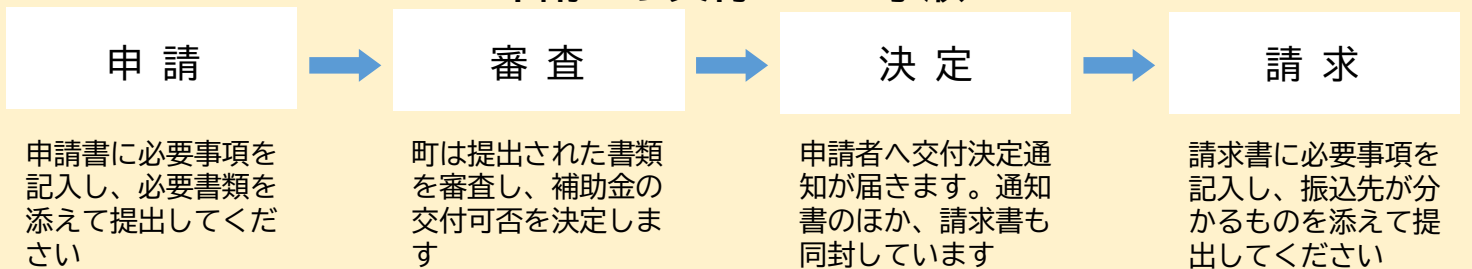 申請
審査
決定
請求
申請書に必要事項を
記入し、必要書類を
添えて提出してくだ
さい
町は提出された書類
を審査し、補助金の
交付可否を決定しま
す
申請者へ交付決定通
知が届きます。通知
書のほか、請求書も
同封しています
請求書に必要事項を
記入し、振込先が分
かるものを添えて提
出してください